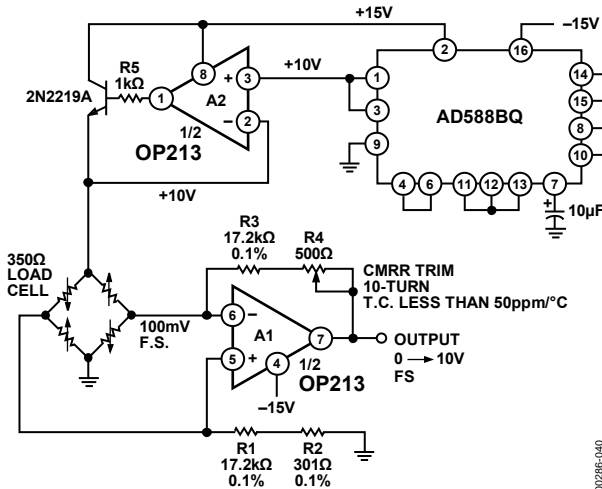 +15V
–15V
2
16
R5
1kΩ
2N2219A
8
+
3
1
A2
–
2
1/2
OP213
+10V
+10V
1
3
9
AD588BQ
14
15
8
10
4
6
11
12
13
7
+
10µF
350Ω
LOAD
CELL
100mV
F.S.
R3
17.2kΩ
0.1%
R4
500Ω
CMRR TRIM
10-TURN
T.C. LESS THAN 50ppm/°C
6
–
A1
7
5
+
4
1/2
OP213
–15V
OUTPUT
0 → 10V
FS
R1
17.2kΩ
0.1%
R2
301Ω
0.1%
00286-040